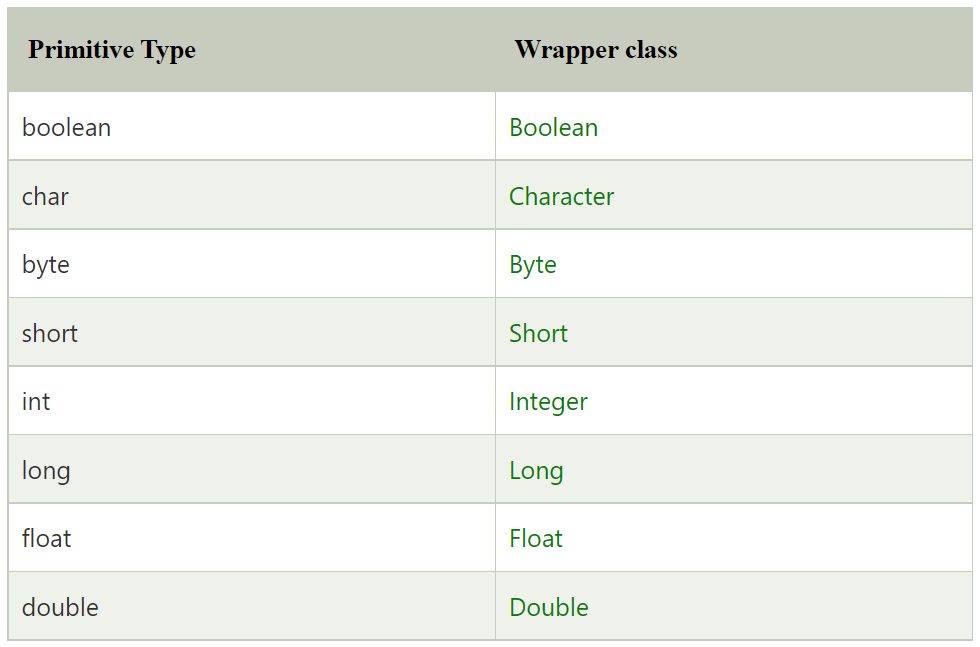 Primitive Type Wrapper class
boolean Boolean
char Character
byte Byte
short Short
int Integer
long Long
float Float
double Double